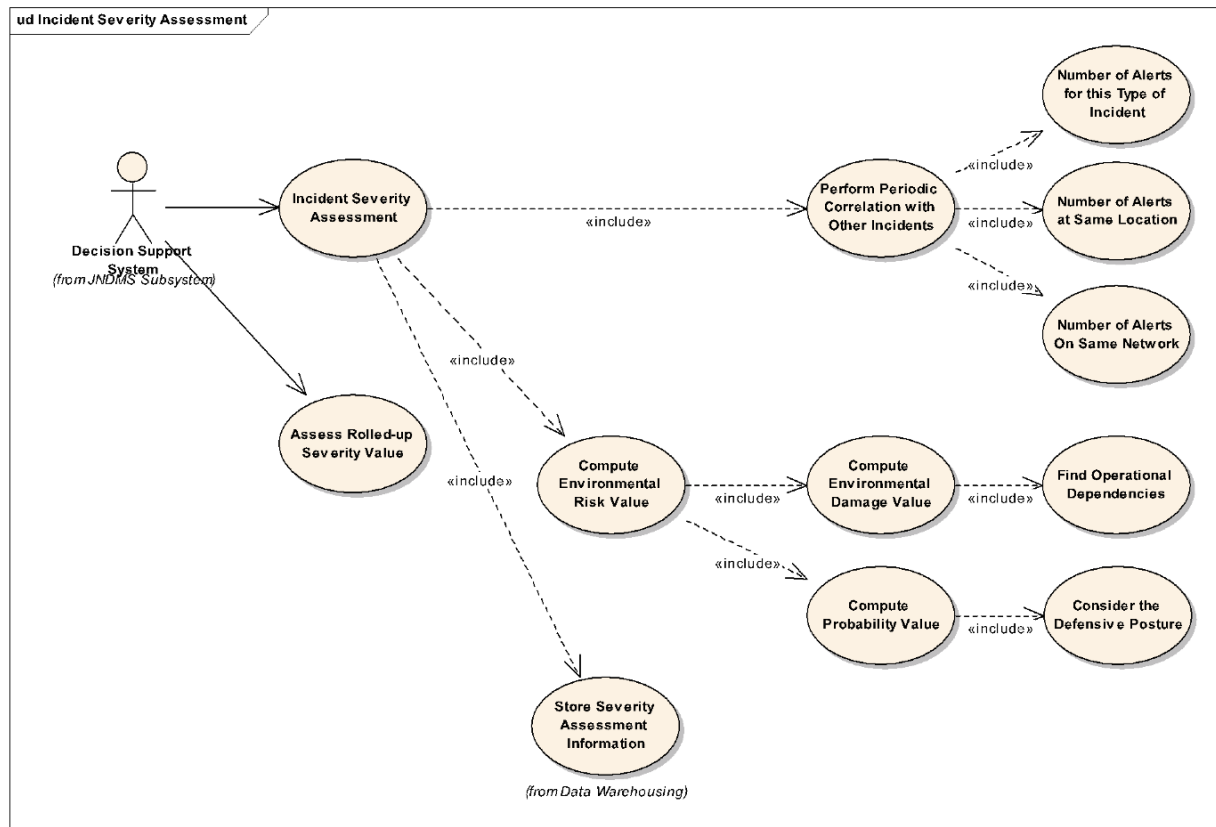 ud Incident Severity Assessment
Number of Alerts
for this Type of
Incident
«include»
Decision Support
System
(from JNDMS Subsystem)
Incident Severity
Assessment
«include»
Perform Periodic
Correlation with
Other Incidents
«include»
Number of Alerts
at Same Location
«include»
Number of Alerts
On Same Network
«include»
Assess Rolled-up
Severity Value
«include»
Compute
Environmental
Risk Value
«include»
Compute
Environmental
Damage Value
«include»
Find Operational
Dependencies
«include»
Compute
Probability Value
«include»
Consider the
Defensive Posture
Store Severity
Assessment
Information
(from Data Warehousing)